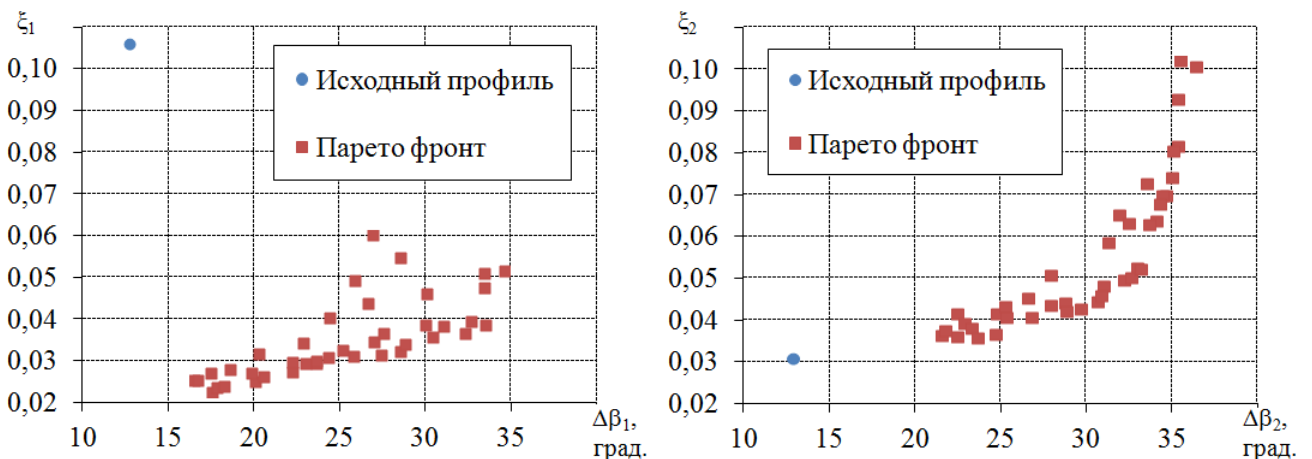 ξ1
0,10
0,09
0,08
0,07
0,06
0,05
0,04
0,03
0,02
10 15 20 25 30 35
Δβ1,
град.
Исходный профиль
Парето фронт
ξ2
0,10
0,09
0,08
0,07
0,06
0,05
0,04
0,03
0,02
10 15 20 25 30 35
Δβ2,
град.
Исходный профиль
Парето фронт